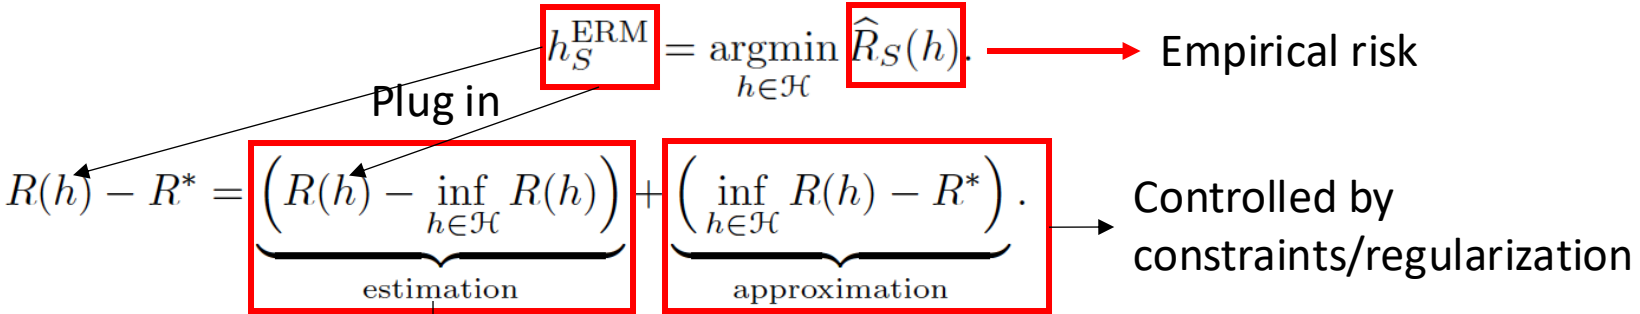 h_S^ERM = argmin_{h∈ℋ} R̂_S(h). Empirical risk
Plug in
R(h) − R* = (R(h) − inf_{h∈ℋ} R(h)) + (inf_{h∈ℋ} R(h) − R*).
estimation
approximation
Controlled by
constraints/regularization